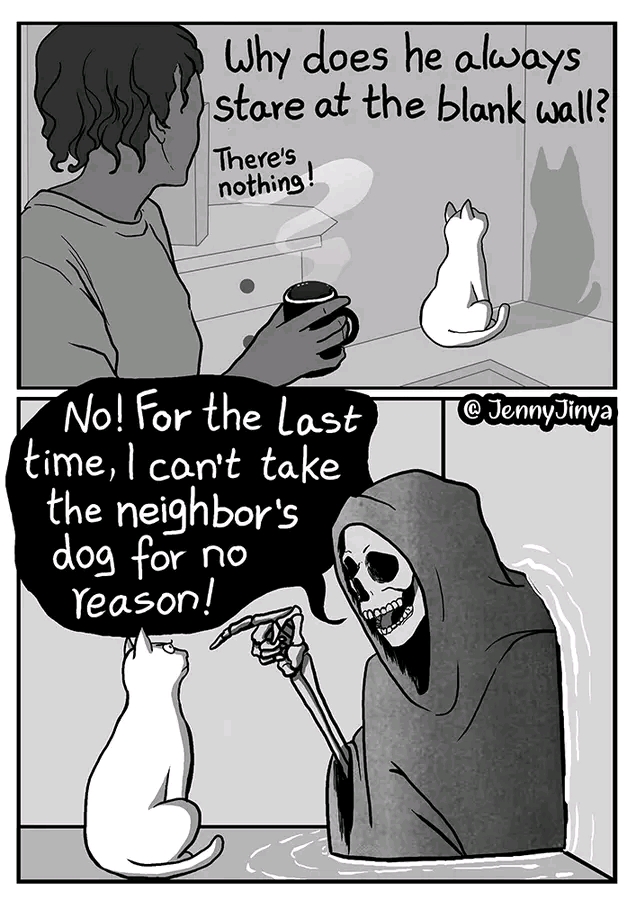 Why does he always
stare at the blank wall?
There's
nothing!
@JennyJinya
No! For the last
time, I can't take
the neighbor's
dog for no
reason!